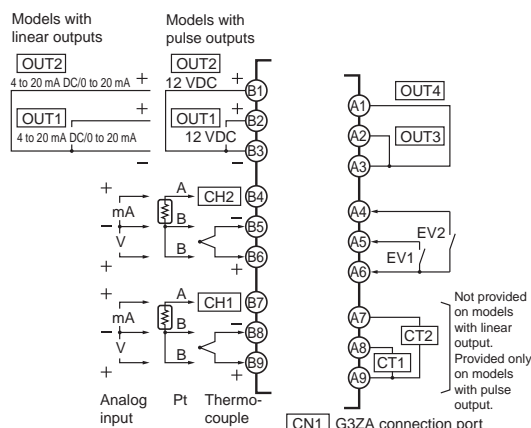 Models with
linear outputs
Models with
pulse outputs
OUT2
4 to 20 mA DC/0 to 20 mA
+
OUT2
12 VDC
+
B1
OUT1
4 to 20 mA DC/0 to 20 mA
+
OUT1
12 VDC
+
B2
−
−
B3
A
CH2
B4
+
mA
−
V
+
B
−
B5
B
+
B6
A
CH1
B7
+
mA
−
V
+
B
−
B8
B
+
B9
Analog
input
Pt
Thermo-
couple
A1
OUT4
A2
OUT3
A3
A4
A5
EV1
EV2
A6
A7
CT2
A8
CT1
A9
Not provided
on models
with linear
output.
Provided only
on models
with pulse
output.
CN1 G3ZA connection port